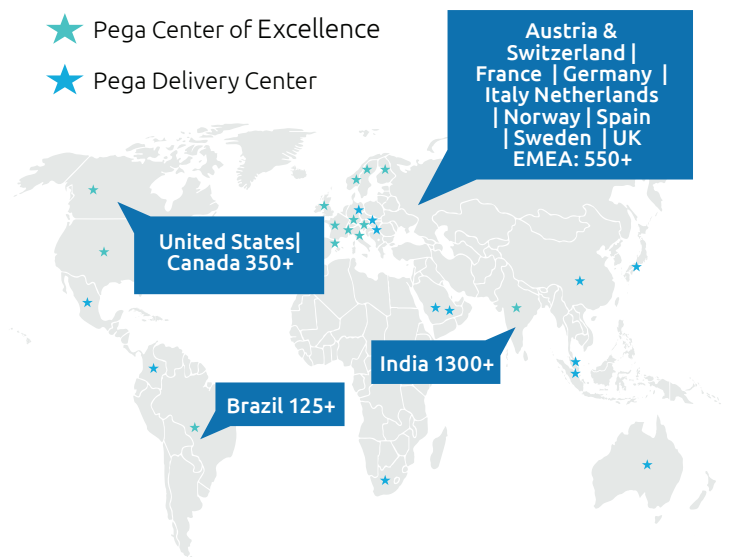 Pega Center of Excellence
Pega Delivery Center
Austria &
Switzerland |
France | Germany |
Italy Netherlands
| Norway | Spain
| Sweden | UK
EMEA: 550+
United States|
Canada 350+
India 1300+
Brazil 125+